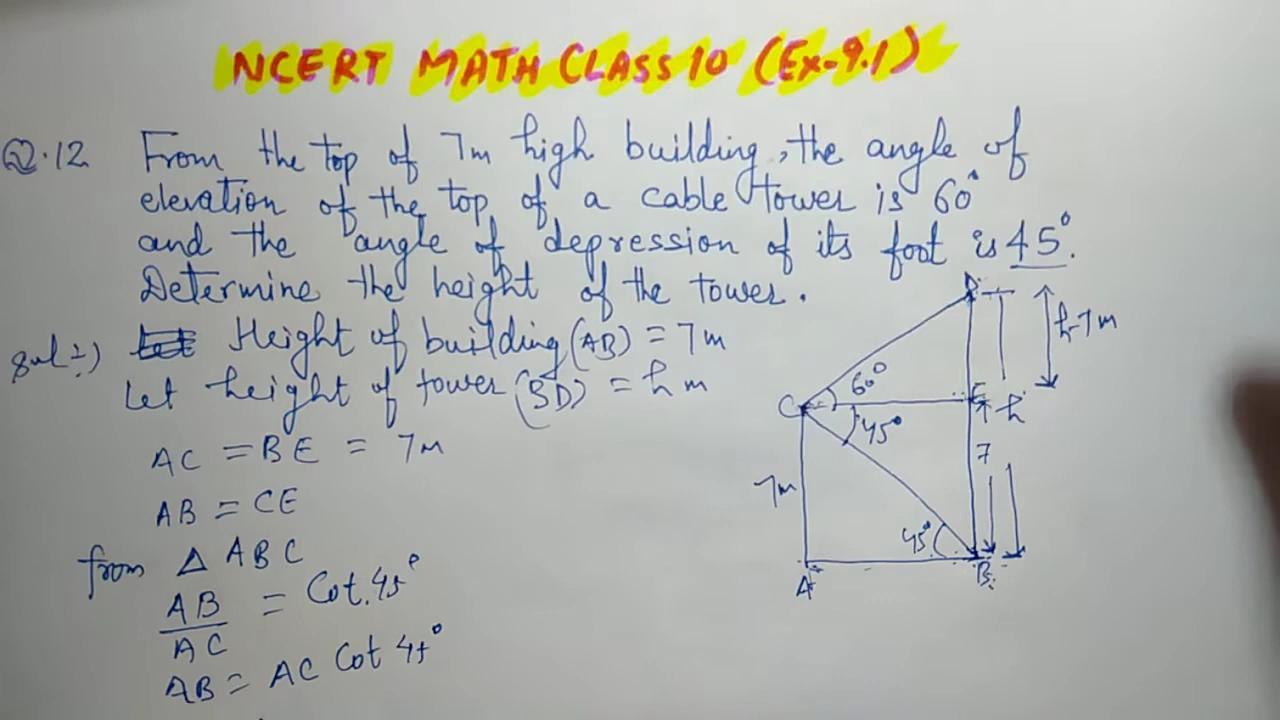 NCERT MATH CLASS 10 (Ex-9.1)
Q.12 From the top of 7m high building, the angle of
elevation of the top of a cable tower is 60°
and the angle of depression of its foot is 45°.
Determine the height of the tower.
Sol:-) Height of building (AB) = 7m
Let height of tower (BD) = h m
AC = BE = 7m
AB = CE
from △ ABC
AB/AC = Cot.45°
AB = AC Cot 45°
D
h-7m
60°
C
E
h
45°
7
7m
45°
A
B